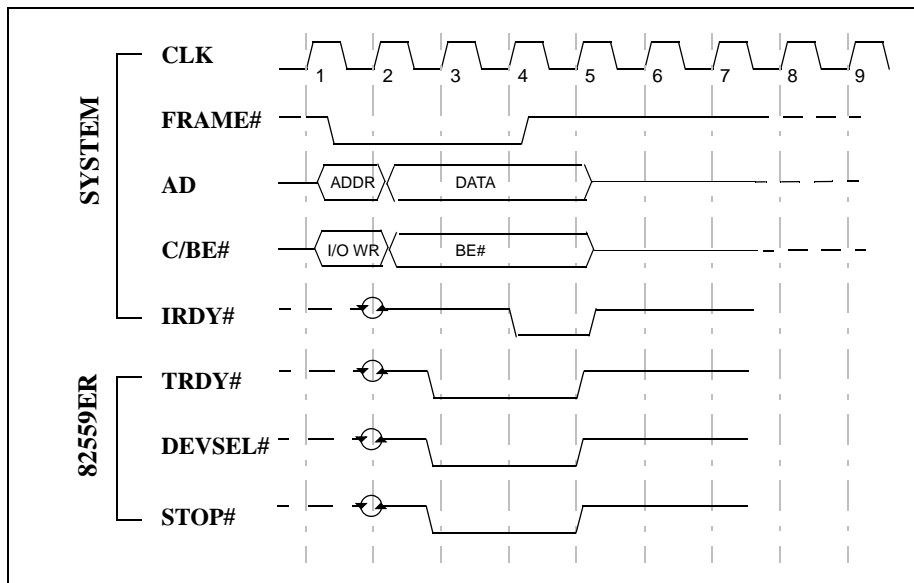 SYSTEM
CLK
1 2 3 4 5 6 7 8 9
FRAME#
AD
ADDR DATA
C/BE#
I/O WR BE#
IRDY#
82559ER
TRDY#
DEVSEL#
STOP#